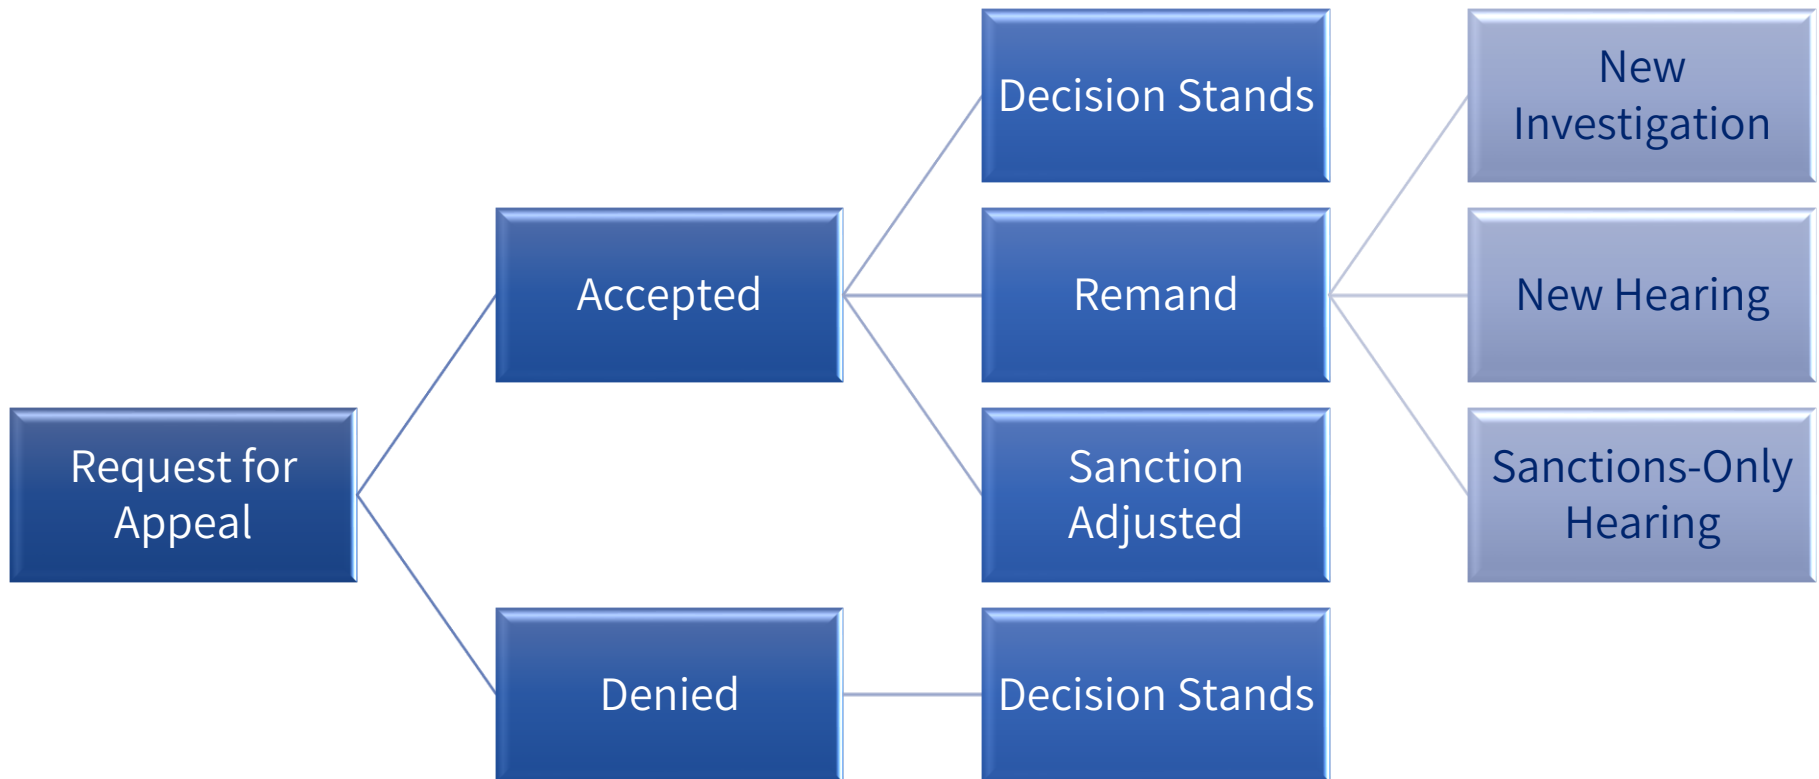 Request for
Appeal
Accepted
Denied
Decision Stands
Remand
Sanction
Adjusted
Decision Stands
New
Investigation
New Hearing
Sanctions-Only
Hearing